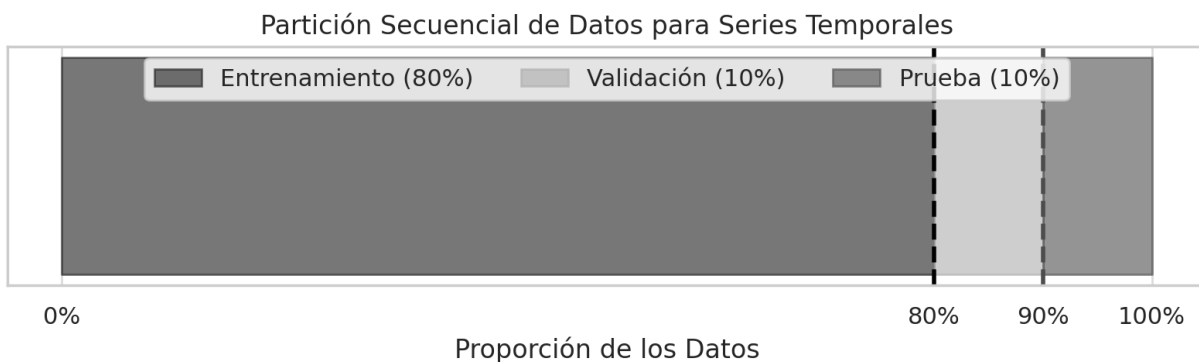 Partición Secuencial de Datos para Series Temporales
Entrenamiento (80%) Validación (10%) Prueba (10%)
0% 80% 90% 100%
Proporción de los Datos